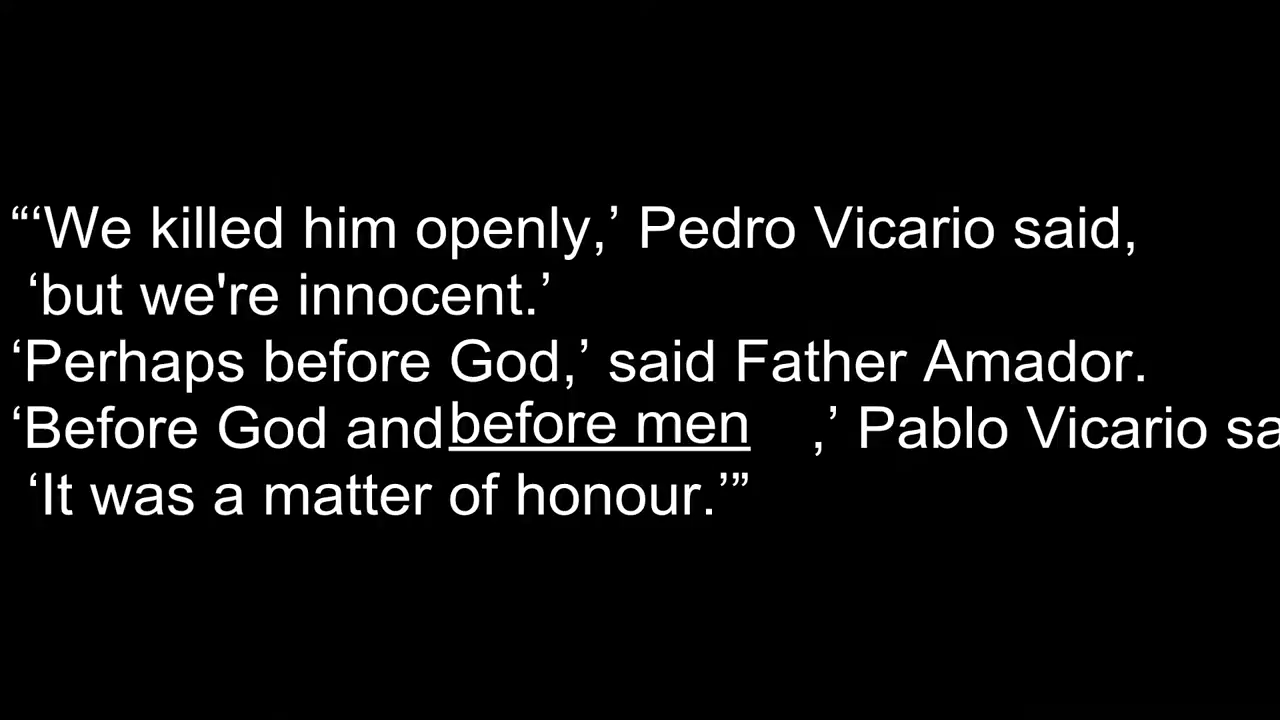 “‘We killed him openly,’ Pedro Vicario said,
‘but we're innocent.’
‘Perhaps before God,’ said Father Amador.
‘Before God and before men ,’ Pablo Vicario sa
‘It was a matter of honour.’”